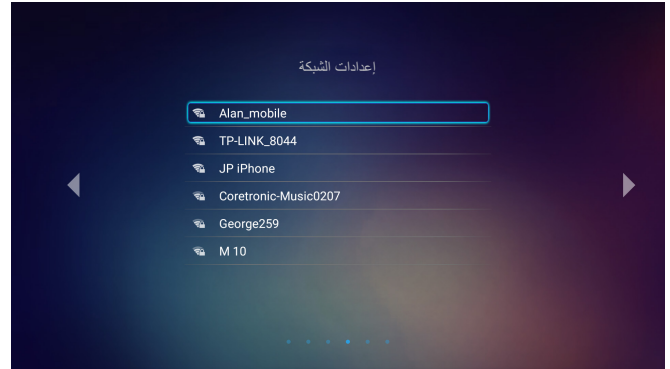 إعدادات الشبكة
Alan_mobile
TP-LINK_8044
JP iPhone
Coretronic-Music0207
George259
M 10